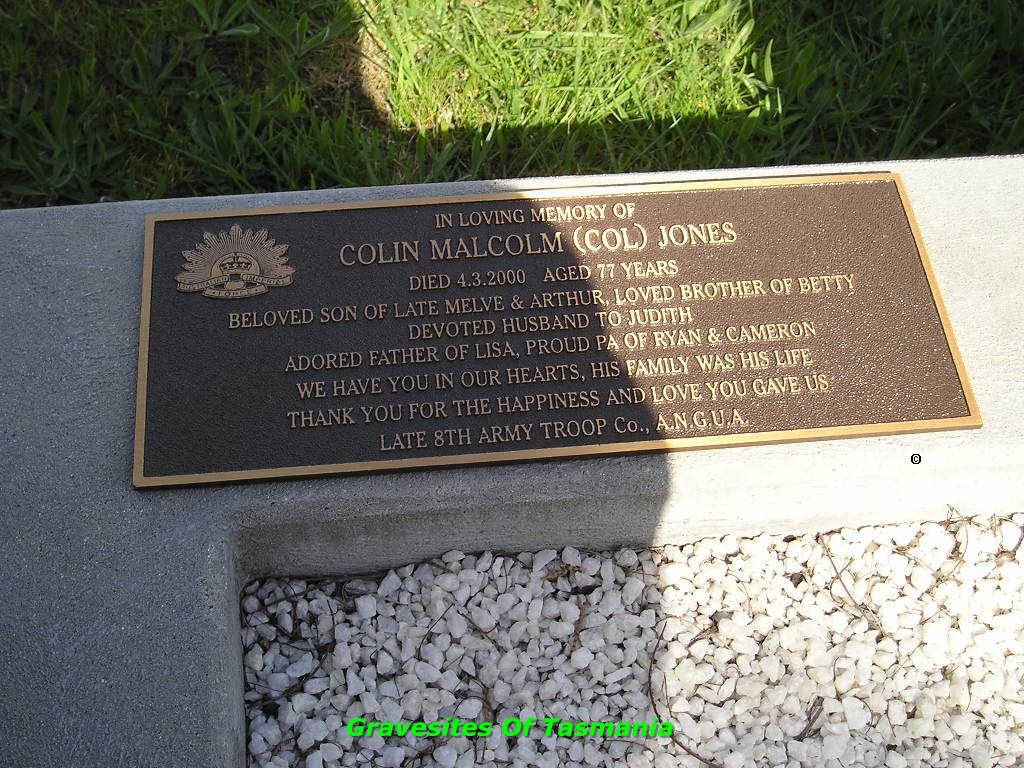 IN LOVING MEMORY OF
COLIN MALCOLM (COL) JONES
DIED 4.3.2000 AGED 77 YEARS
AUSTRALIAN IMPERIAL
FORCES
BELOVED SON OF LATE MELVE & ARTHUR, LOVED BROTHER OF BETTY
DEVOTED HUSBAND TO JUDITH
ADORED FATHER OF LISA, PROUD PA OF RYAN & CAMERON
WE HAVE YOU IN OUR HEARTS, HIS FAMILY WAS HIS LIFE
THANK YOU FOR THE HAPPINESS AND LOVE YOU GAVE US
LATE 8TH ARMY TROOP Co., A.N.G.U.A.
©
Gravesites Of Tasmania